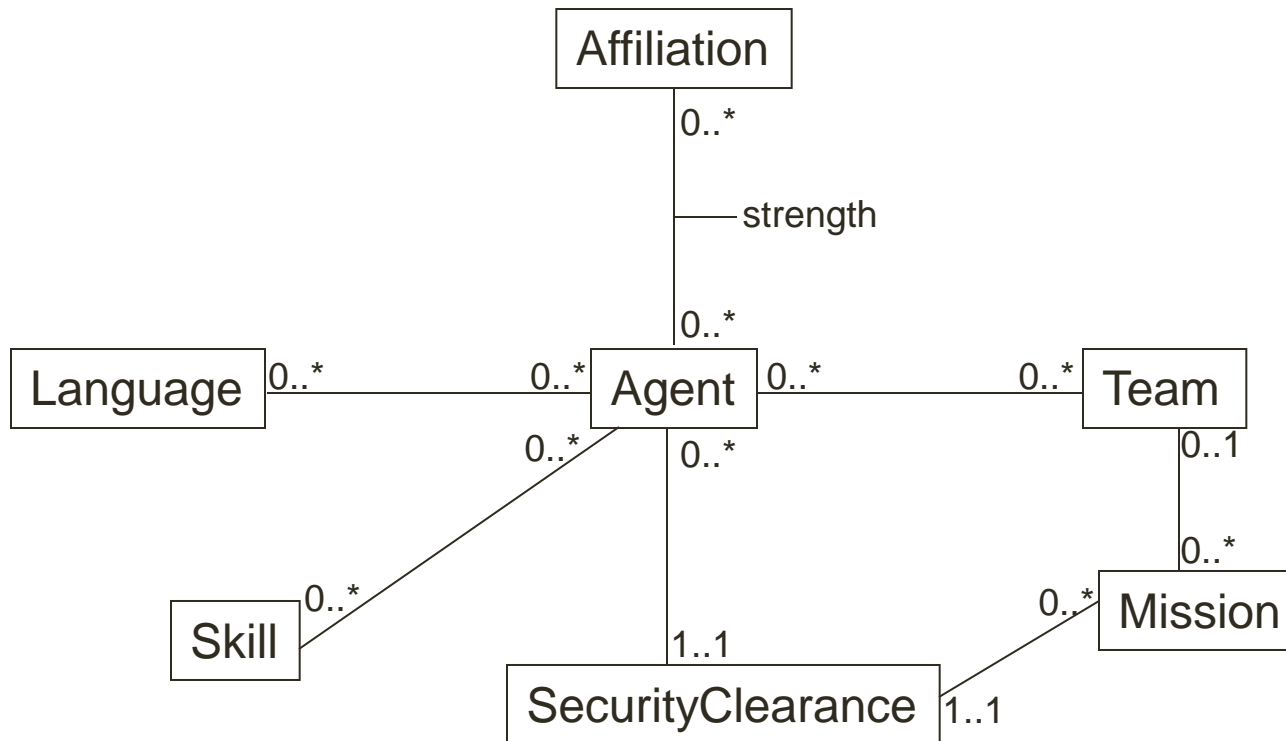 Affiliation
0..*
strength
0..*
Language
0..*
0..*
Agent
0..*
0..*
Team
0..*
0..*
0..1
0..*
0..*
0..*
Mission
Skill
1..1
SecurityClearance
1..1